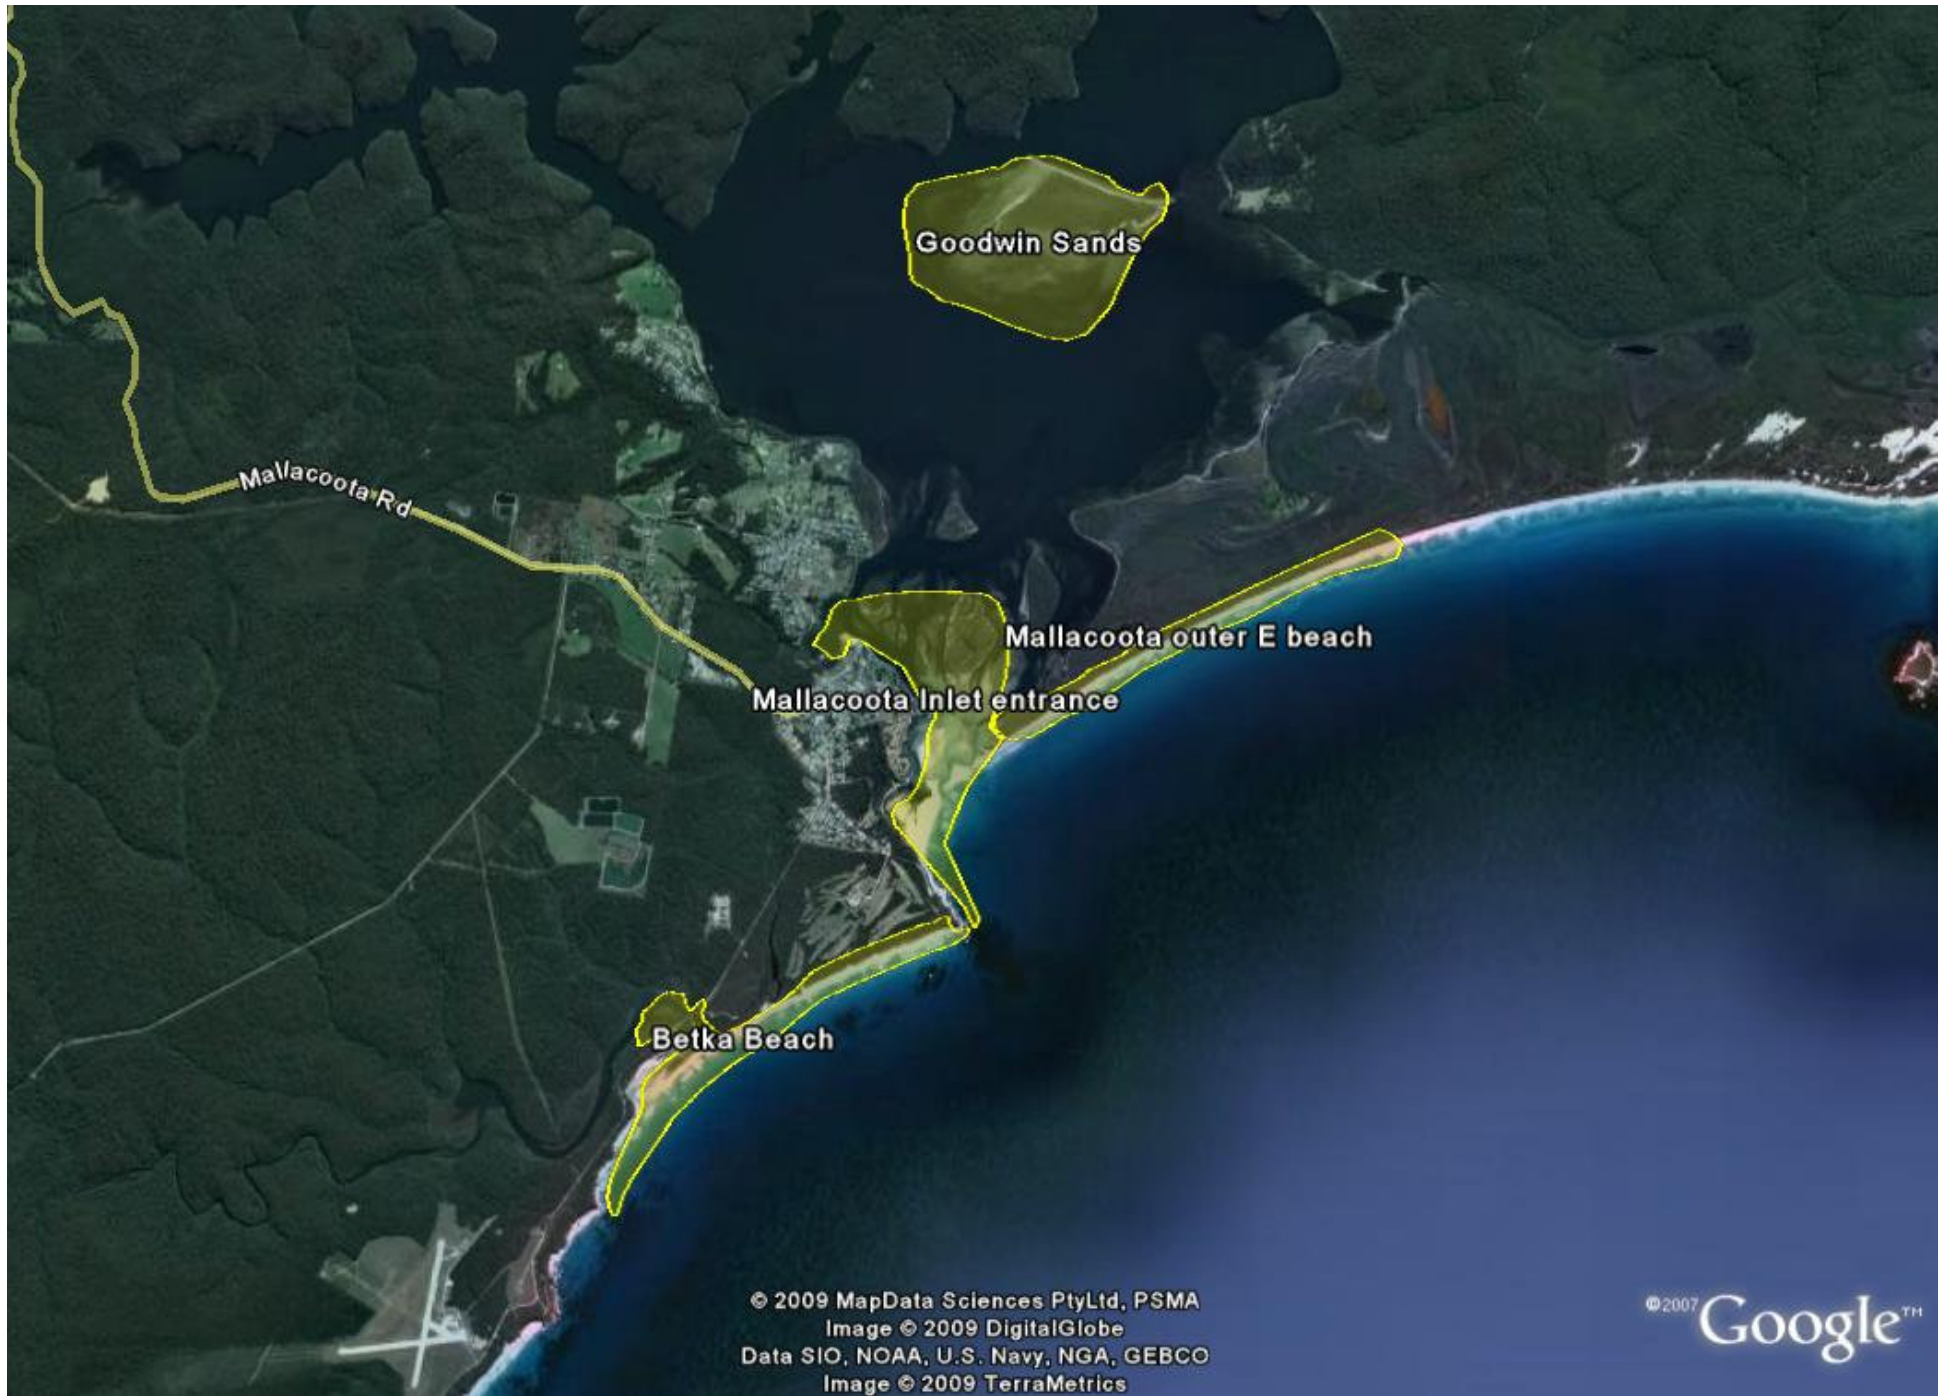 Goodwin Sands
Mallacoota Rd
Mallacoota outer E beach
Mallacoota Inlet entrance
Betka Beach
© 2009 MapData Sciences PtyLtd, PSMA
Image © 2009 DigitalGlobe
Data SIO, NOAA, U.S. Navy, NGA, GEBCO
Image © 2009 TerraMetrics
©2007 Google™